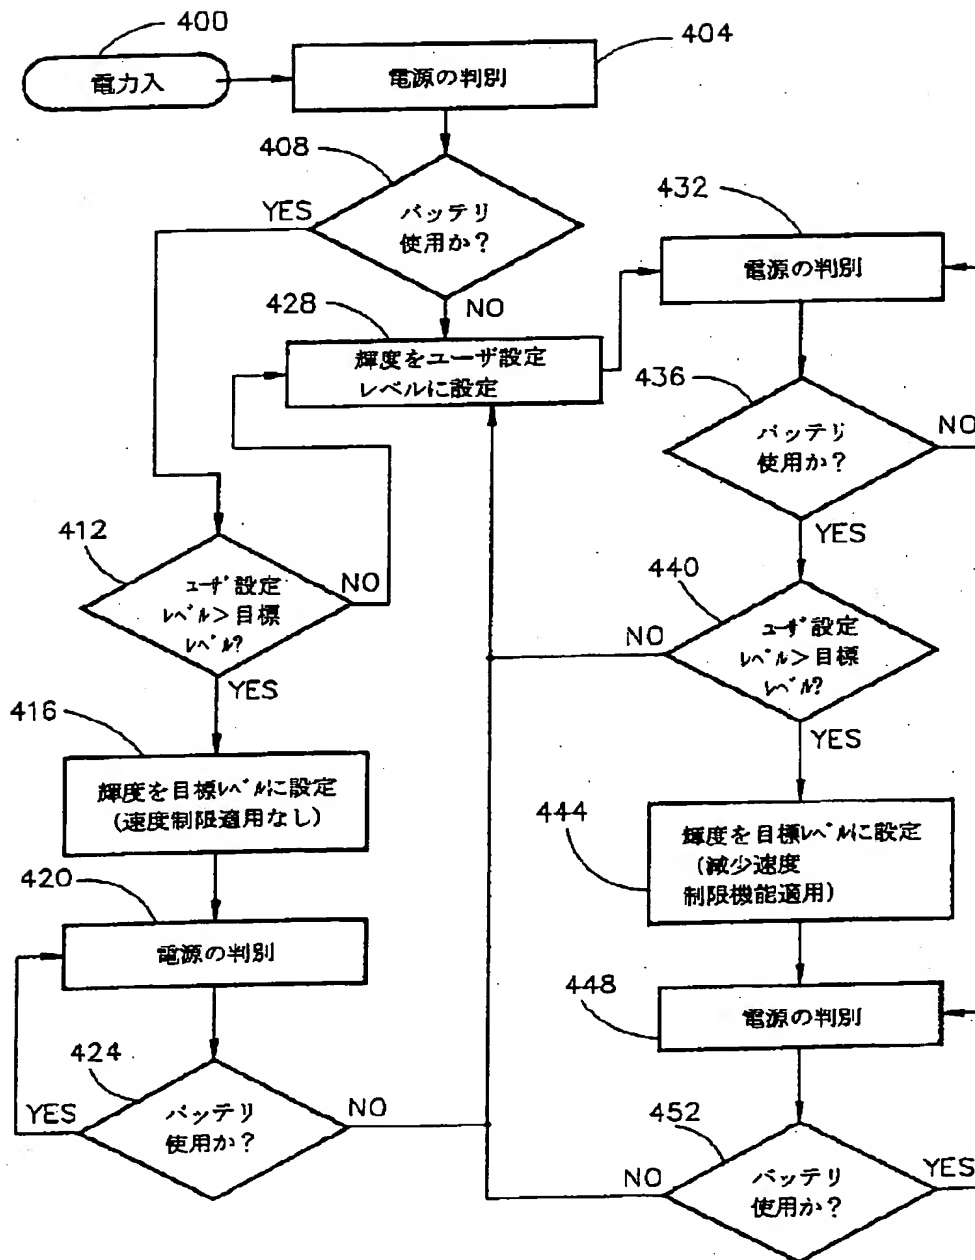 400
電力入
404
電源の判別
408
YES
バッテリ
使用か?
NO
428
輝度をユーザ設定
レベルに設定
432
電源の判別
436
バッテリ
使用か?
NO
YES
412
ユーザ設定
レベル>目標
レベル?
NO
YES
440
NO
ユーザ設定
レベル>目標
レベル?
YES
416
輝度を目標レベルに設定
(速度制限適用なし)
444
輝度を目標レベルに設定
(減少速度
制限機能適用)
420
電源の判別
448
電源の判別
424
YES
バッテリ
使用か?
NO
452
NO
バッテリ
使用か?
YES